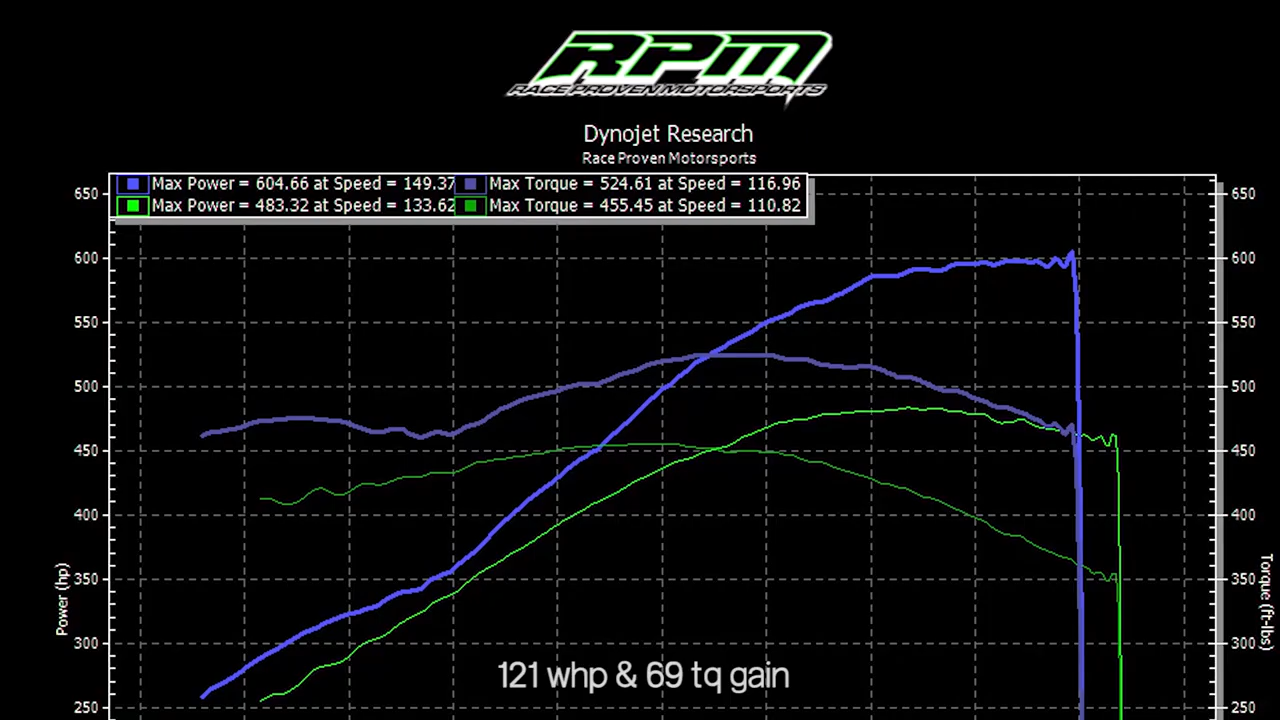 RPM
RACE PROVEN MOTORSPORTS
Dynojet Research
Race Proven Motorsports
Max Power = 604.66 at Speed = 149.37 Max Torque = 524.61 at Speed = 116.96
Max Power = 483.32 at Speed = 133.62 Max Torque = 455.45 at Speed = 110.82
650 650
600 600
550 550
500 500
450 450
400 400
350 350
300 300
250 250
Power (hp)
Torque (ft-lbs)
121 whp & 69 tq gain